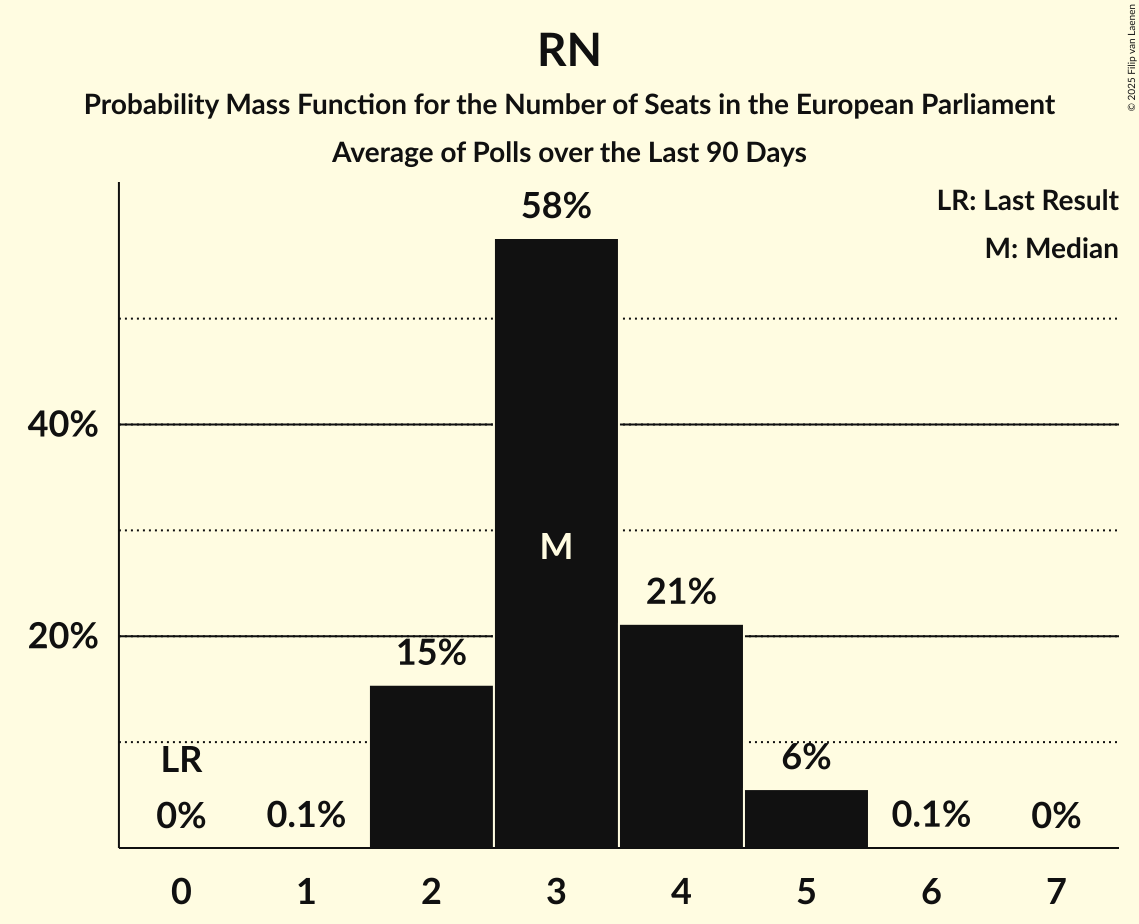 RN
Probability Mass Function for the Number of Seats in the European Parliament
Average of Polls over the Last 90 Days
© 2025 Filip van Laenen
LR: Last Result
M: Median
58%
40%
M
21%
20%
15%
LR
6%
0%
0.1%
0.1%
0%
0 1 2 3 4 5 6 7